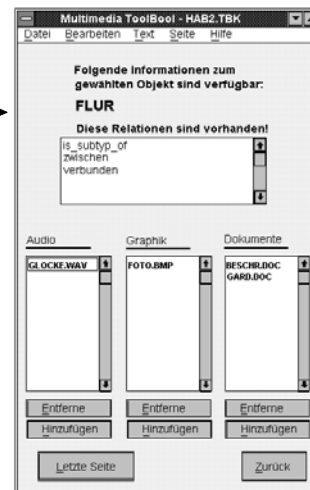 Multimedia ToolBool - HAB2.TBK
Datei Bearbeiten Text Seite Hilfe
Folgende Informationen zum
gewählten Objekt sind verfügbar:
FLUR
Diese Relationen sind vorhanden!
is_subtyp_of
zwischen
verbunden
Audio Graphik Dokumente
GLOCKE.WAV FOTO.BMP BESCHR.DOC
GARD.DOC
Entferne Entferne Entferne
Hinzufügen Hinzufügen Hinzufügen
Letzte Seite Zurück